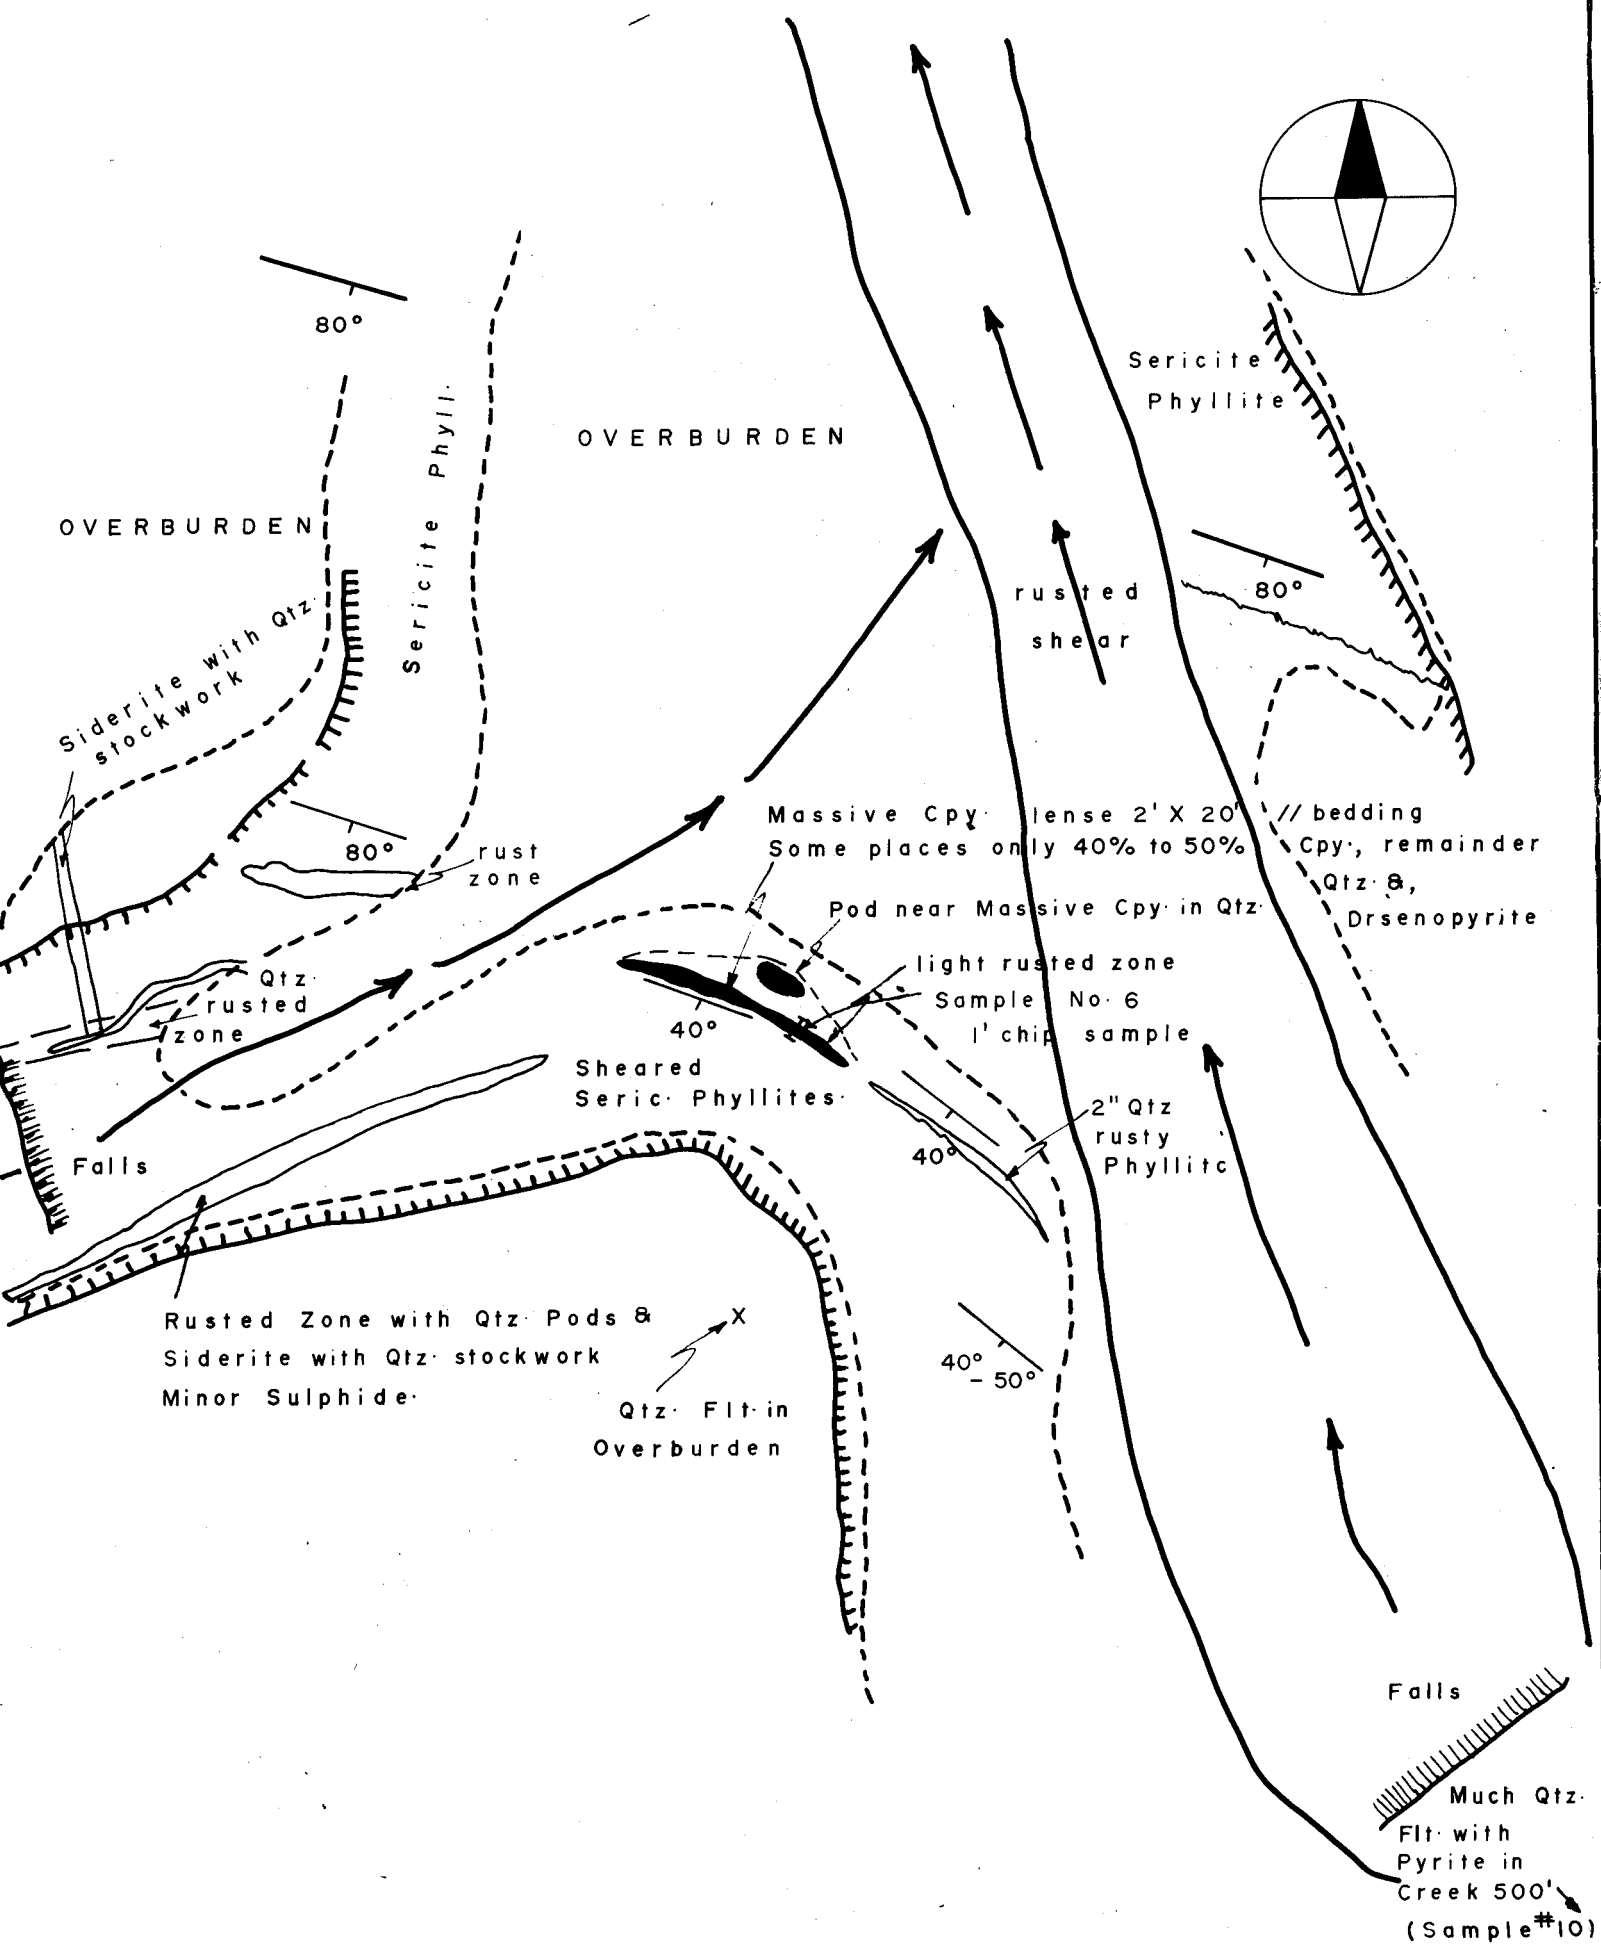 80°
Sericite
Phyllite
OVERBURDEN
Sericite Phyll.
OVERBURDEN
Siderite with Qtz.
stockwork
80°
rusted
shear
80°
rust
zone
Massive Cpy. lense 2' X 20' // bedding
Some places only 40% to 50% Cpy., remainder
Qtz. &,
Drsenopyrite
Pod near Massive Cpy. in Qtz.
light rusted zone
Sample No. 6
1' chip sample
40°
Qtz.
rusted
zone
Sheared
Seric. Phyllites.
2" Qtz
rusty
Phyllitc
40°
Falls
Rusted Zone with Qtz. Pods &
Siderite with Qtz. stockwork
Minor Sulphide.
X
Qtz. Flt. in
Overburden
40°
- 50°
Falls
Much Qtz.
Flt. with
Pyrite in
Creek 500'
(Sample #10)